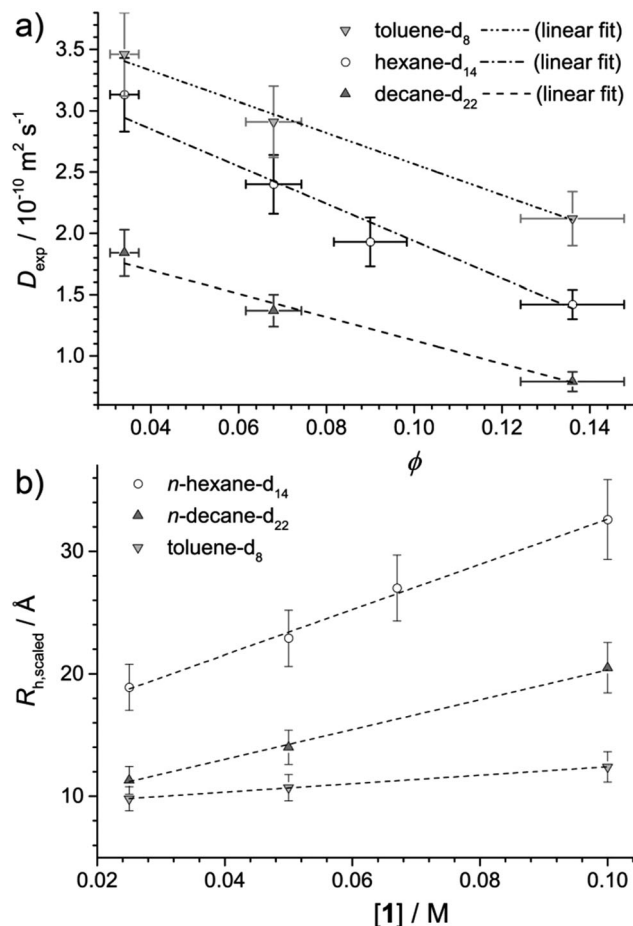 a)
toluene-d₈ (linear fit)
hexane-d₁₄ (linear fit)
decane-d₂₂ (linear fit)
D_exp / 10⁻¹⁰ m² s⁻¹
3.5
3.0
2.5
2.0
1.5
1.0
0.04 0.06 0.08 0.10 0.12 0.14
ϕ
b)
n-hexane-d₁₄
n-decane-d₂₂
toluene-d₈
R_h,scaled / Å
30
20
10
0.02 0.04 0.06 0.08 0.10
[1] / M